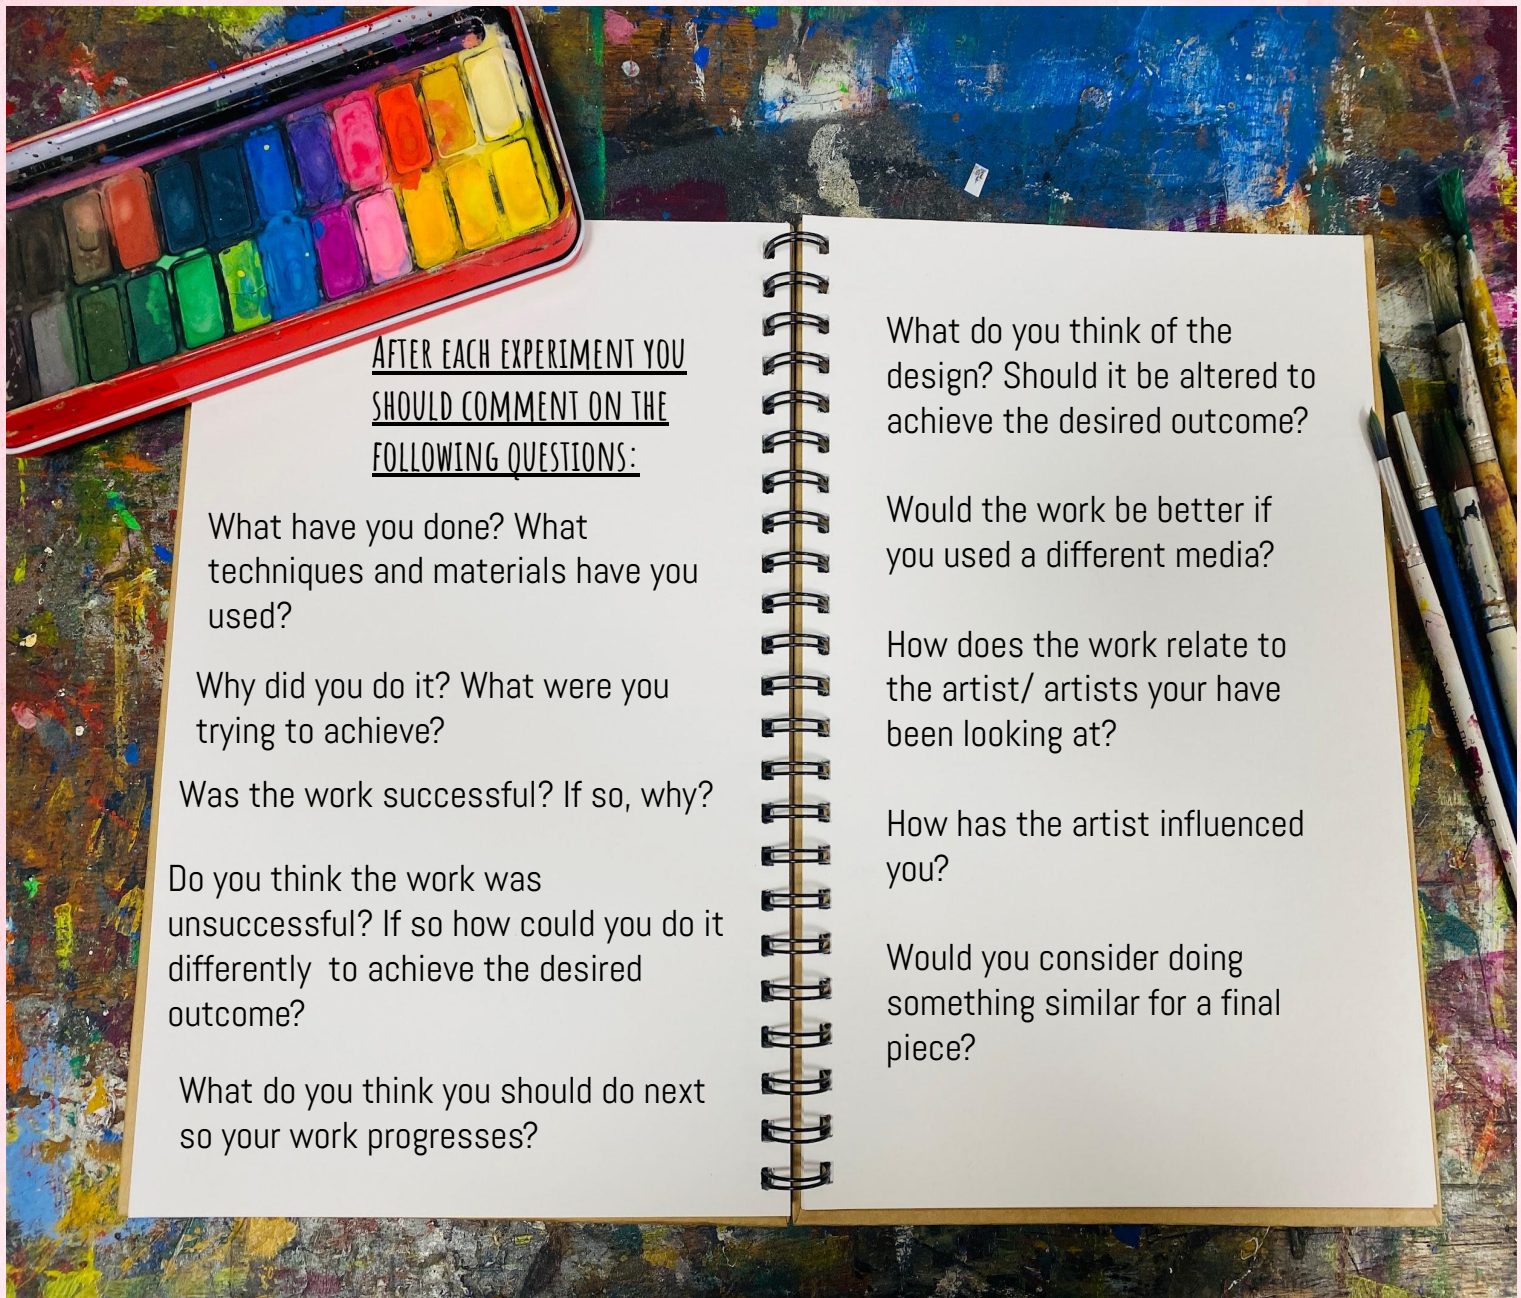 AFTER EACH EXPERIMENT YOU
SHOULD COMMENT ON THE
FOLLOWING QUESTIONS:
What have you done? What
techniques and materials have you
used?
Why did you do it? What were you
trying to achieve?
Was the work successful? If so, why?
Do you think the work was
unsuccessful? If so how could you do it
differently  to achieve the desired
outcome?
What do you think you should do next
so your work progresses?
What do you think of the
design? Should it be altered to
achieve the desired outcome?
Would the work be better if
you used a different media?
How does the work relate to
the artist/ artists your have
been looking at?
How has the artist influenced
you?
Would you consider doing
something similar for a final
piece?